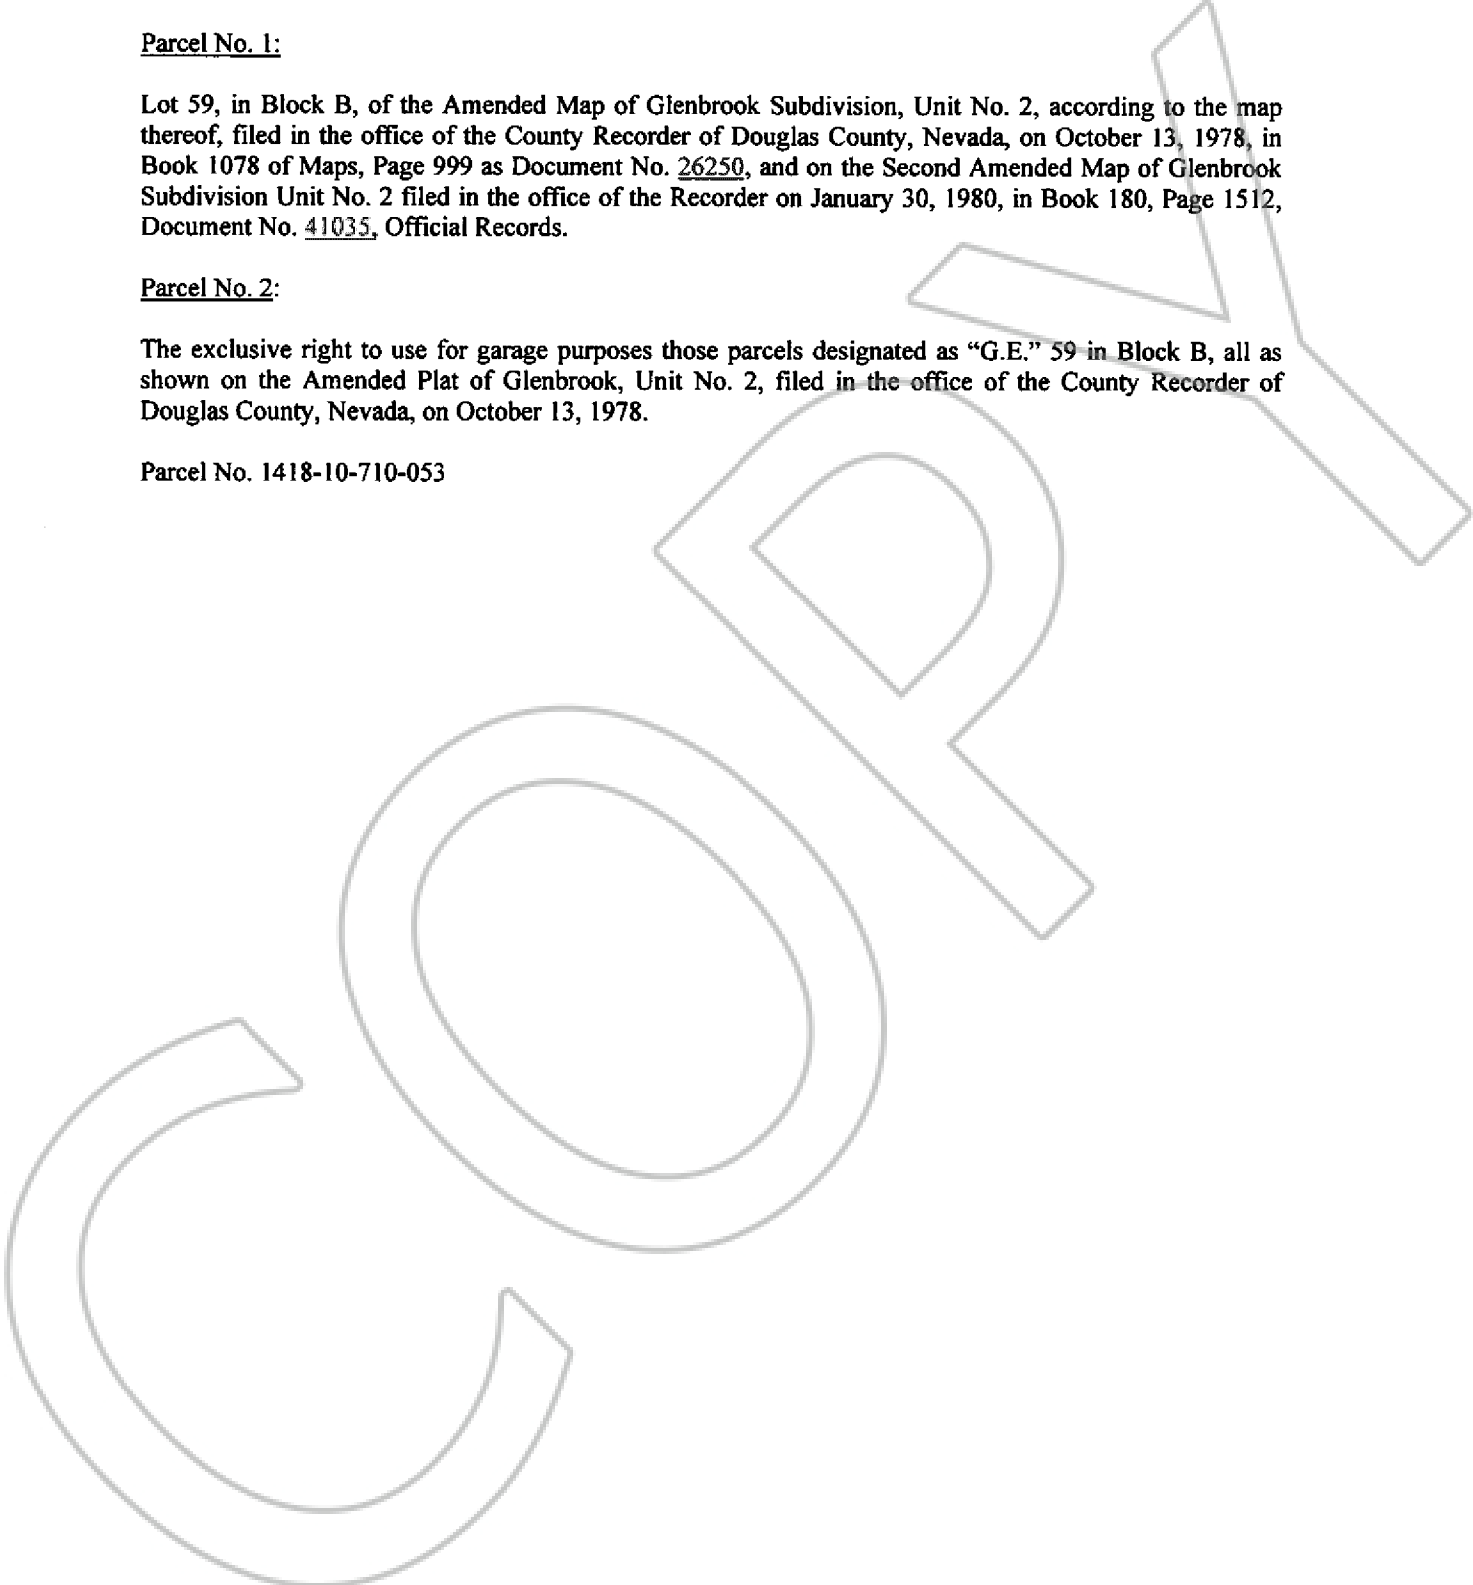 Parcel No. 1:
Lot 59, in Block B, of the Amended Map of Glenbrook Subdivision, Unit No. 2, according to the map
thereof, filed in the office of the County Recorder of Douglas County, Nevada, on October 13, 1978, in
Book 1078 of Maps, Page 999 as Document No. 26250, and on the Second Amended Map of Glenbrook
Subdivision Unit No. 2 filed in the office of the Recorder on January 30, 1980, in Book 180, Page 1512,
Document No. 41035, Official Records.
Parcel No. 2:
The exclusive right to use for garage purposes those parcels designated as “G.E.” 59 in Block B, all as
shown on the Amended Plat of Glenbrook, Unit No. 2, filed in the office of the County Recorder of
Douglas County, Nevada, on October 13, 1978.
Parcel No. 1418-10-710-053
COPY